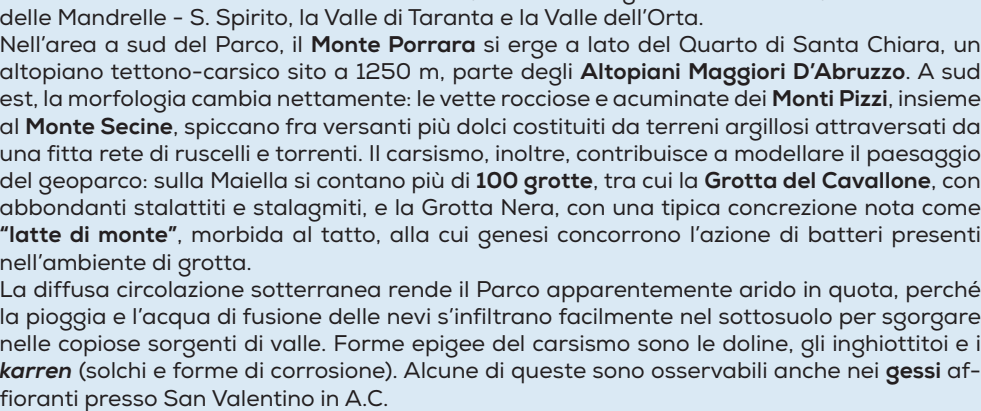 delle Mandrelle - S. Spirito, la Valle di Taranta e la Valle dell'Orta.
Nell'area a sud del Parco, il Monte Porrara si erge a lato del Quarto di Santa Chiara, un
altopiano tettono-carsico sito a 1250 m, parte degli Altopiani Maggiori D'Abruzzo. A sud
est, la morfologia cambia nettamente: le vette rocciose e acuminate dei Monti Pizzi, insieme
al Monte Secine, spiccano fra versanti più dolci costituiti da terreni argillosi attraversati da
una fitta rete di ruscelli e torrenti. Il carsismo, inoltre, contribuisce a modellare il paesaggio
del geoparco: sulla Maiella si contano più di 100 grotte, tra cui la Grotta del Cavallone, con
abbondanti stalattiti e stalagmiti, e la Grotta Nera, con una tipica concrezione nota come
“latte di monte”, morbida al tatto, alla cui genesi concorrono l'azione di batteri presenti
nell'ambiente di grotta.
La diffusa circolazione sotterranea rende il Parco apparentemente arido in quota, perché
la pioggia e l'acqua di fusione delle nevi s'infiltrano facilmente nel sottosuolo per sgorgare
nelle copiose sorgenti di valle. Forme epigee del carsismo sono le doline, gli inghiottitoi e i
karren (solchi e forme di corrosione). Alcune di queste sono osservabili anche nei gessi af-
fioranti presso San Valentino in A.C.